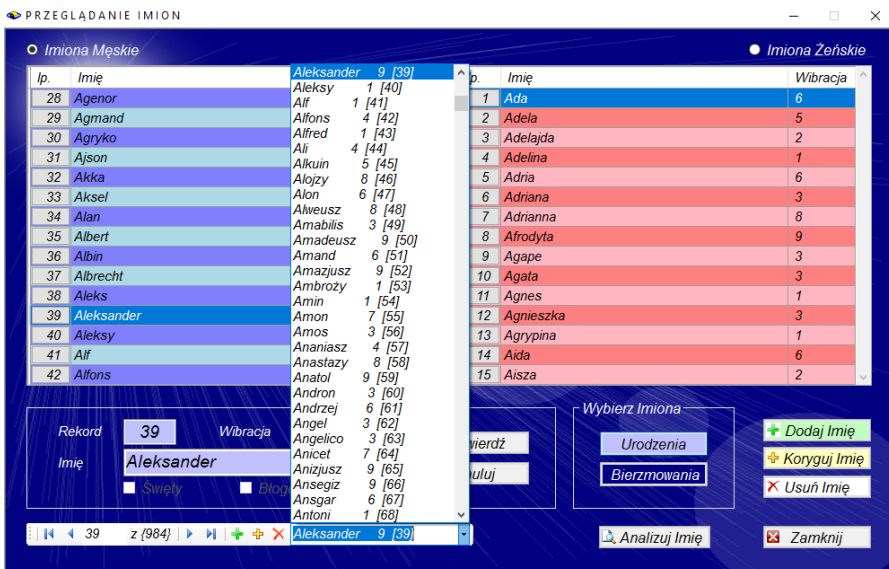 PRZEGLĄDANIE IMION
Imiona Męskie
Imiona Żeńskie
lp. Imię
28 Agenor
29 Agmand
30 Agryko
31 Ajson
32 Akka
33 Aksel
34 Alan
35 Albert
36 Albin
37 Albrecht
38 Aleks
39 Aleksander
40 Aleksy
41 Alf
42 Alfons
Aleksander 9 [39]
Aleksy 1 [40]
Alf 1 [41]
Alfons 4 [42]
Alfred 1 [43]
Ali 4 [44]
Alkuin 5 [45]
Alojzy 8 [46]
Alon 6 [47]
Alweusz 8 [48]
Amabilis 3 [49]
Amadeusz 9 [50]
Amand 6 [51]
Amazjusz 9 [52]
Ambroży 1 [53]
Amin 1 [54]
Amon 7 [55]
Amos 3 [56]
Ananiasz 4 [57]
Anastazy 8 [58]
Anatol 9 [59]
Andron 3 [60]
Andrzej 6 [61]
Angel 3 [62]
Angelico 3 [63]
Anicet 7 [64]
Anizjusz 9 [65]
Ansegiz 9 [66]
Ansgar 6 [67]
Antoni 1 [68]
p. Imię Wibracja
1 Ada 6
2 Adela 5
3 Adelajda 2
4 Adelina 1
5 Adria 6
6 Adriana 3
7 Adrianna 8
8 Afrodyta 9
9 Agape 3
10 Agata 3
11 Agnes 1
12 Agnieszka 3
13 Agrypina 1
14 Aida 6
15 Aisza 2
Rekord 39 Wibracja
Imię Aleksander
Święty Błog
wierdź
nuluj
Wybierz Imiona
Urodzenia
Bierzmowania
Dodaj Imię
Koryguj Imię
Usuń Imię
39 z {984} Aleksander 9 [39]
Analizuj Imię
Zamknij